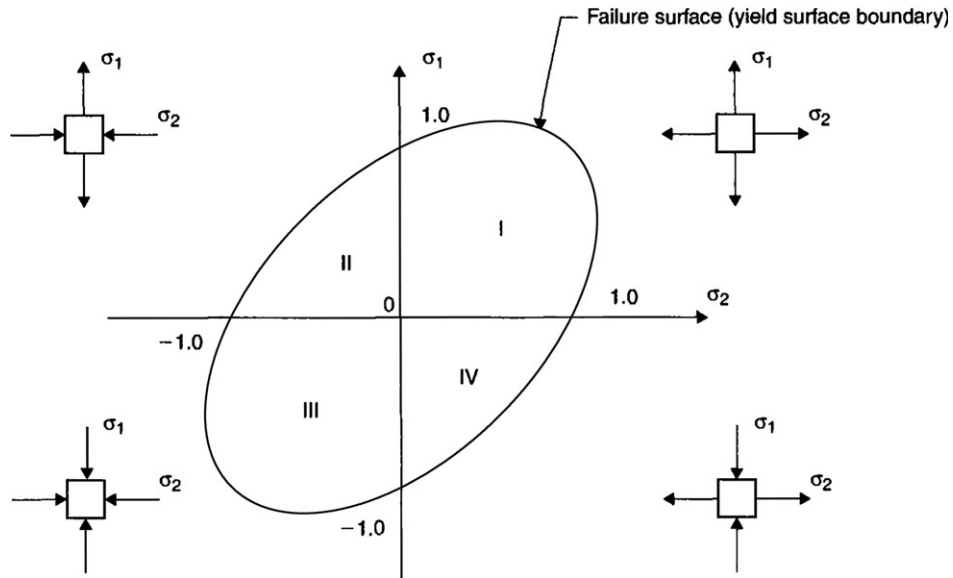 Failure surface (yield surface boundary)
σ1
σ1
σ1
1.0
σ2
σ2
I
II
0
1.0
σ2
−1.0
IV
III
σ1
σ1
σ2
σ2
−1.0